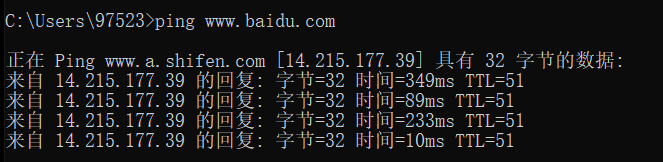 C:\Users\97523>ping www.baidu.com
正在 Ping www.a.shifen.com [14.215.177.39] 具有 32 字节的数据:
来自 14.215.177.39 的回复: 字节=32 时间=349ms TTL=51
来自 14.215.177.39 的回复: 字节=32 时间=89ms TTL=51
来自 14.215.177.39 的回复: 字节=32 时间=233ms TTL=51
来自 14.215.177.39 的回复: 字节=32 时间=10ms TTL=51